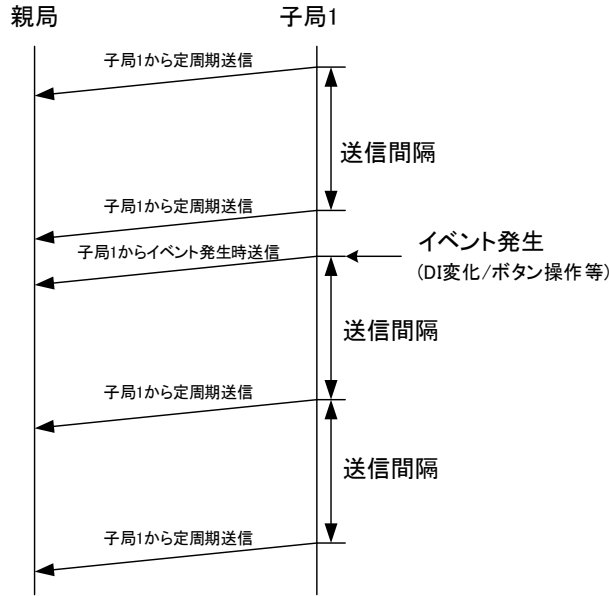 親局
子局1
子局1から定周期送信
送信間隔
子局1から定周期送信
子局1からイベント発生時送信
イベント発生
(DI変化/ボタン操作等)
送信間隔
子局1から定周期送信
送信間隔
子局1から定周期送信